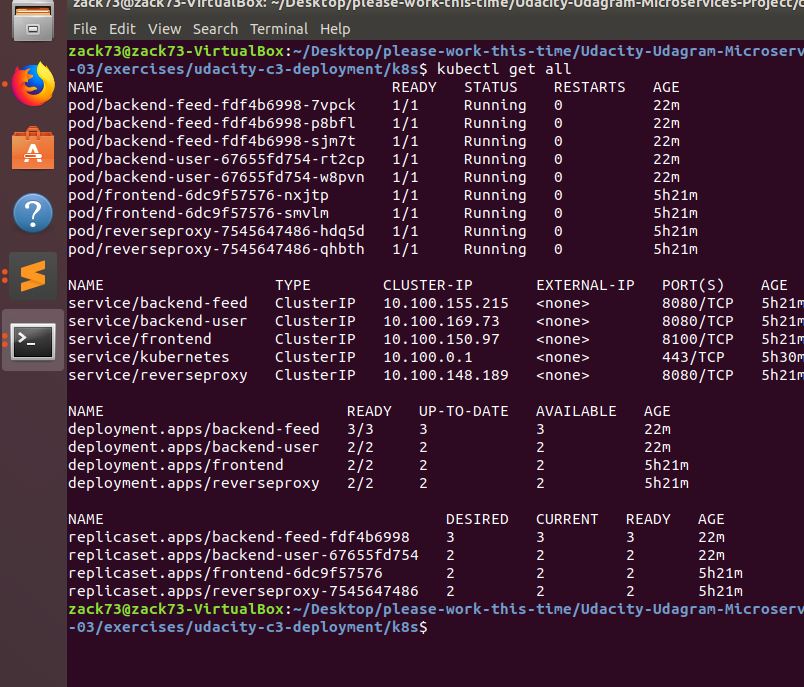 zack73@zack73-VirtualBox: ~/Desktop/please-work-this-time/Udacity-Udagram-Microservices-Project/c
File Edit View Search Terminal Help
zack73@zack73-VirtualBox:~/Desktop/please-work-this-time/Udacity-Udagram-Microserv
-03/exercises/udacity-c3-deployment/k8s$ kubectl get all
NAME READY STATUS RESTARTS AGE
pod/backend-feed-fdf4b6998-7vpck 1/1 Running 0 22m
pod/backend-feed-fdf4b6998-p8bfl 1/1 Running 0 22m
pod/backend-feed-fdf4b6998-sjm7t 1/1 Running 0 22m
pod/backend-user-67655fd754-rt2cp 1/1 Running 0 22m
pod/backend-user-67655fd754-w8pvn 1/1 Running 0 22m
pod/frontend-6dc9f57576-nxjtp 1/1 Running 0 5h21m
pod/frontend-6dc9f57576-smvlm 1/1 Running 0 5h21m
pod/reverseproxy-7545647486-hdq5d 1/1 Running 0 5h21m
pod/reverseproxy-7545647486-qhbth 1/1 Running 0 5h21m
NAME TYPE CLUSTER-IP EXTERNAL-IP PORT(S) AGE
service/backend-feed ClusterIP 10.100.155.215 <none> 8080/TCP 5h21m
service/backend-user ClusterIP 10.100.169.73 <none> 8080/TCP 5h21m
service/frontend ClusterIP 10.100.150.97 <none> 8100/TCP 5h21m
service/kubernetes ClusterIP 10.100.0.1 <none> 443/TCP 5h30m
service/reverseproxy ClusterIP 10.100.148.189 <none> 8080/TCP 5h21m
NAME READY UP-TO-DATE AVAILABLE AGE
deployment.apps/backend-feed 3/3 3 3 22m
deployment.apps/backend-user 2/2 2 2 22m
deployment.apps/frontend 2/2 2 2 5h21m
deployment.apps/reverseproxy 2/2 2 2 5h21m
NAME DESIRED CURRENT READY AGE
replicaset.apps/backend-feed-fdf4b6998 3 3 3 22m
replicaset.apps/backend-user-67655fd754 2 2 2 22m
replicaset.apps/frontend-6dc9f57576 2 2 2 5h21m
replicaset.apps/reverseproxy-7545647486 2 2 2 5h21m
zack73@zack73-VirtualBox:~/Desktop/please-work-this-time/Udacity-Udagram-Microserv
-03/exercises/udacity-c3-deployment/k8s$